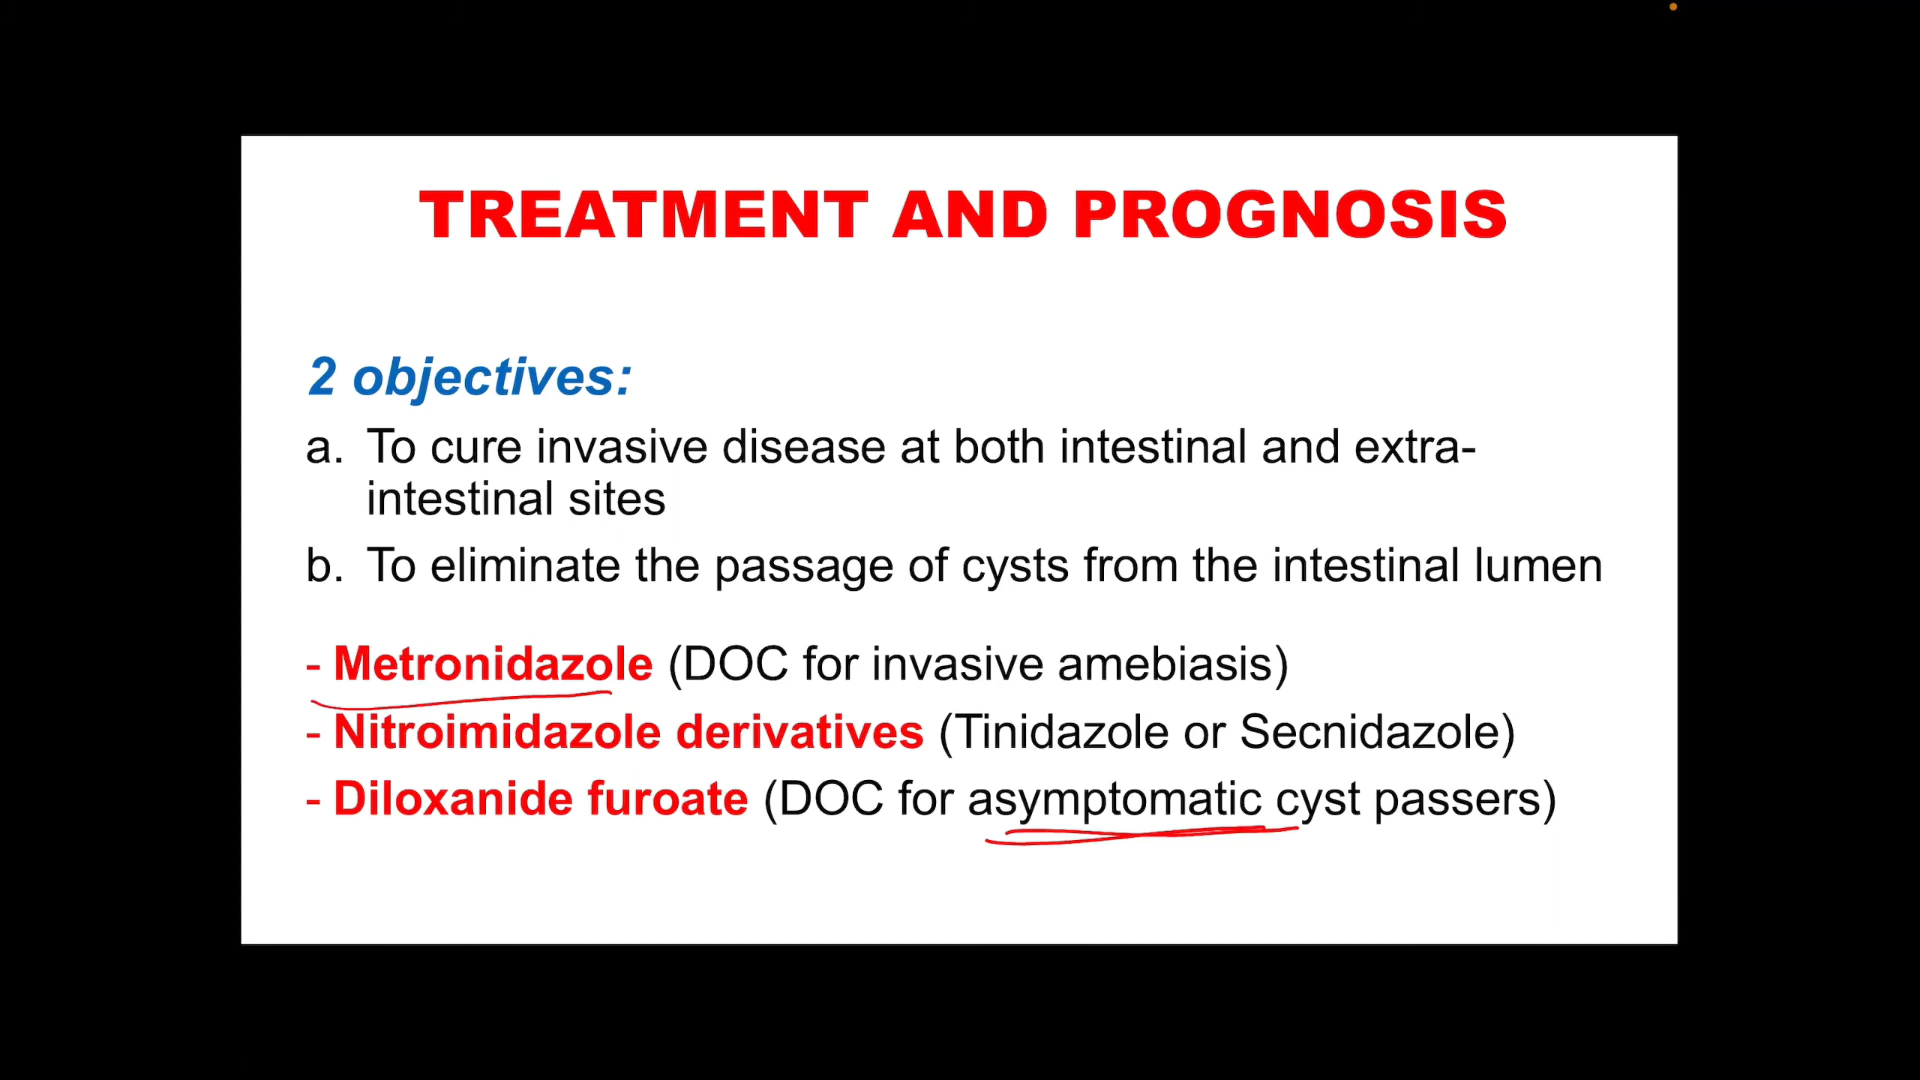 TREATMENT AND PROGNOSIS
2 objectives:
a. To cure invasive disease at both intestinal and extra-
intestinal sites
b. To eliminate the passage of cysts from the intestinal lumen
- Metronidazole (DOC for invasive amebiasis)
- Nitroimidazole derivatives (Tinidazole or Secnidazole)
- Diloxanide furoate (DOC for asymptomatic cyst passers)